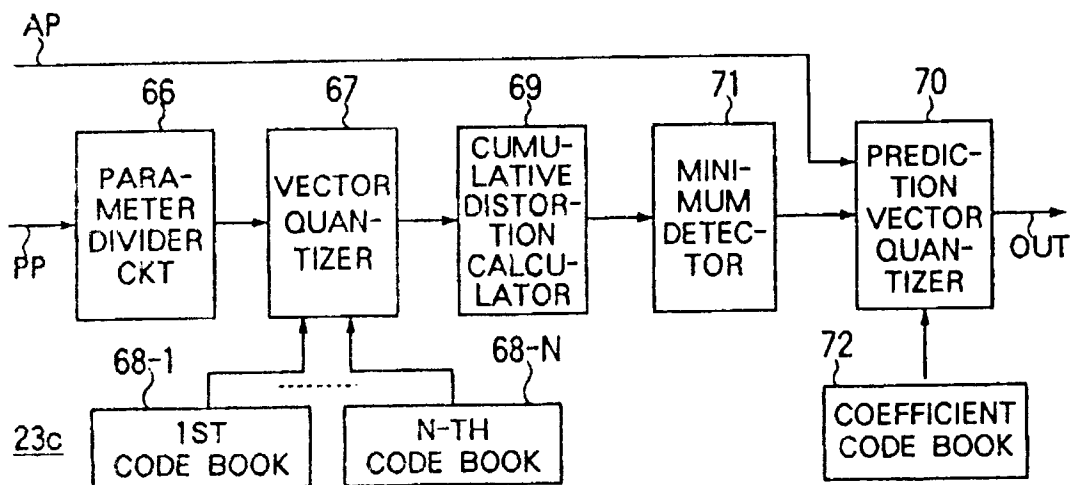 AP
66
67
69
71
70
PARA-
METER
DIVIDER
CKT
VECTOR
QUAN-
TIZER
CUMU-
LATIVE
DISTOR-
TION
CALCU-
LATOR
MINI-
MUM
DETEC-
TOR
PREDIC-
TION
VECTOR
QUAN-
TIZER
PP
OUT
68-1
68-N
72
23c
1ST
CODE BOOK
N-TH
CODE BOOK
COEFFICIENT
CODE BOOK